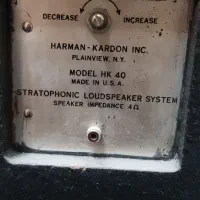 DECREASE INCREASE
HARMAN-KARDON INC.
PLAINVIEW, N.Y.
MODEL HK 40
MADE IN U.S.A.
STRATOPHONIC LOUDSPEAKER SYSTEM
SPEAKER IMPEDANCE 4Ω